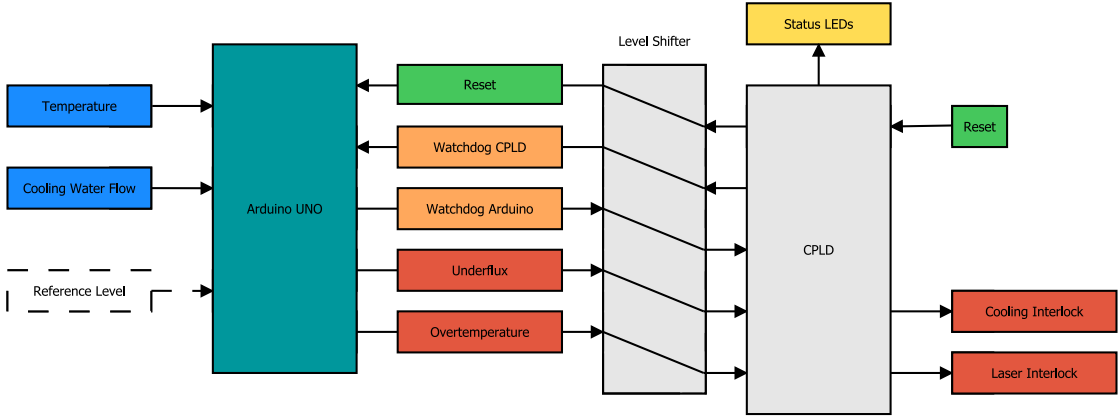 Status LEDs
Level Shifter
Temperature
Reset
Reset
Watchdog CPLD
Cooling Water Flow
Arduino UNO
Watchdog Arduino
CPLD
Reference Level
Underflux
Cooling Interlock
Overtemperature
Laser Interlock